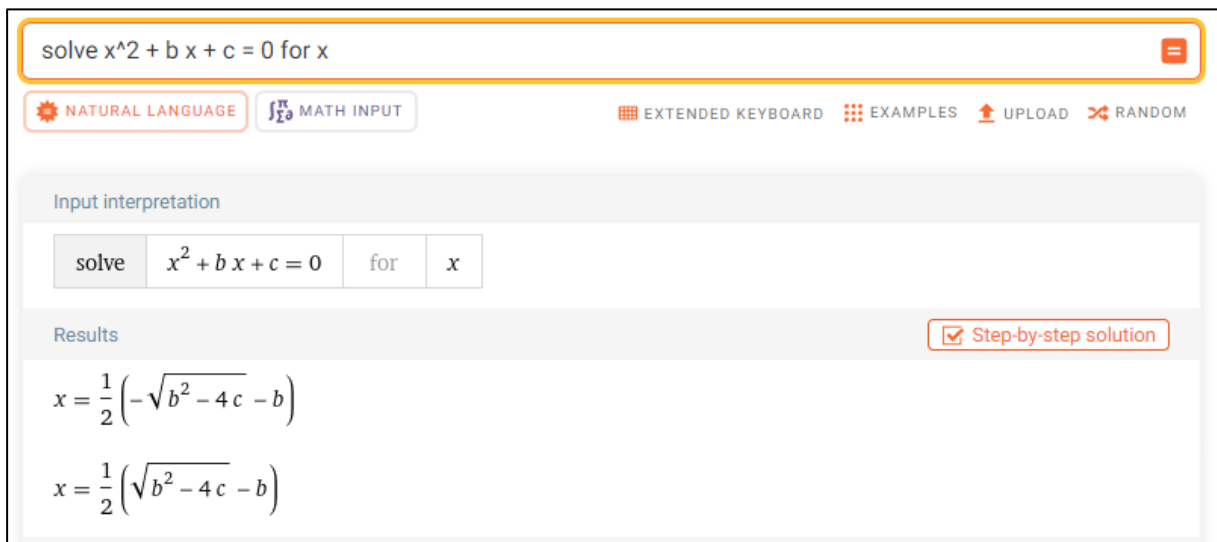 solve x^2 + b x + c = 0 for x
NATURAL LANGUAGE ∫Σ∂π MATH INPUT EXTENDED KEYBOARD EXAMPLES UPLOAD RANDOM
Input interpretation
solve x² + b x + c = 0 for x
Results Step-by-step solution
x = 1/2 (-√(b² - 4 c) - b)
x = 1/2 (√(b² - 4 c) - b)